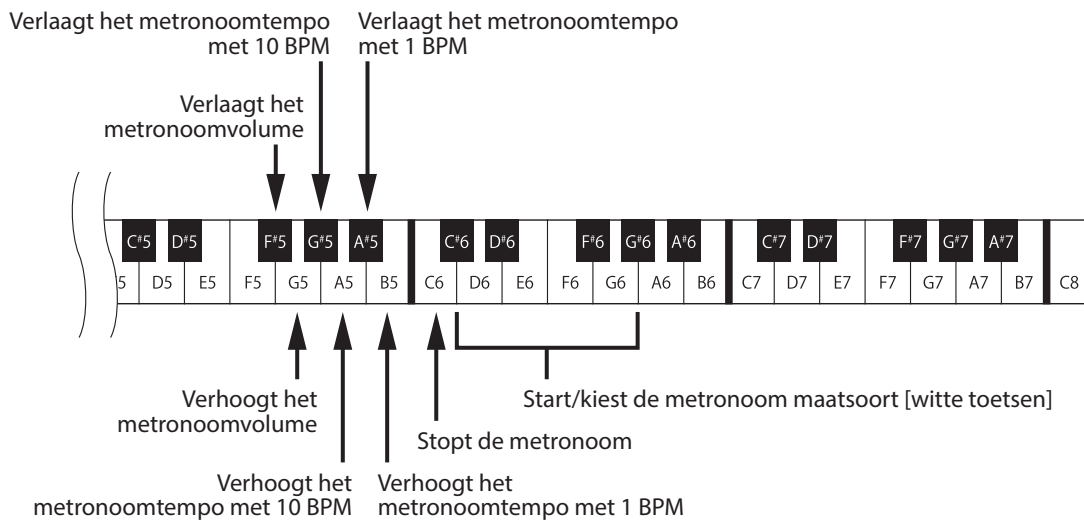 Verlaagt het metronoomtempo
met 10 BPM
Verlaagt het metronoomtempo
met 1 BPM
Verlaagt het
metronoomvolume
C#5 D#5 F#5 G#5 A#5 C#6 D#6 F#6 G#6 A#6 C#7 D#7 F#7 G#7 A#7
5 D5 E5 F5 G5 A5 B5 C6 D6 E6 F6 G6 A6 B6 C7 D7 E7 F7 G7 A7 B7 C8
Verhoogt het
metronoomvolume
Start/kiest de metronoom maatsoort [witte toetsen]
Stopt de metronoom
Verhoogt het
metronoomtempo met 10 BPM
Verhoogt het
metronoomtempo met 1 BPM